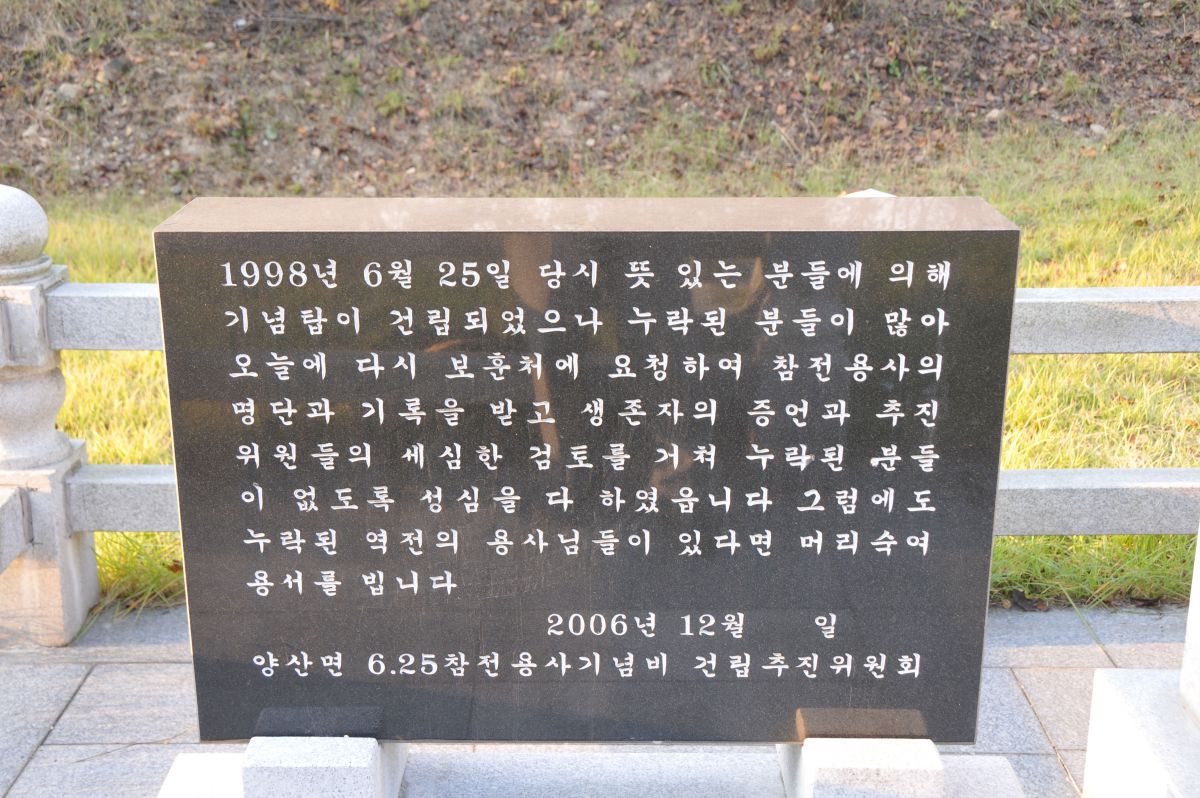 1998년 6월 25일 당시 뜻 있는 분들에 의해
기념탑이 건립되었으나 누락된 분들이 많아
오늘에 다시 보훈처에 요청하여 참전용사의
명단과 기록을 받고 생존자의 증언과 추진
위원들의 세심한 검토를 거쳐 누락된 분들
이 없도록 성심을 다 하였읍니다 그럼에도
누락된 역전의 용사님들이 있다면 머리숙여
용서를 빕니다
2006년 12월 일
양산면 6.25참전용사기념비 건립추진위원회